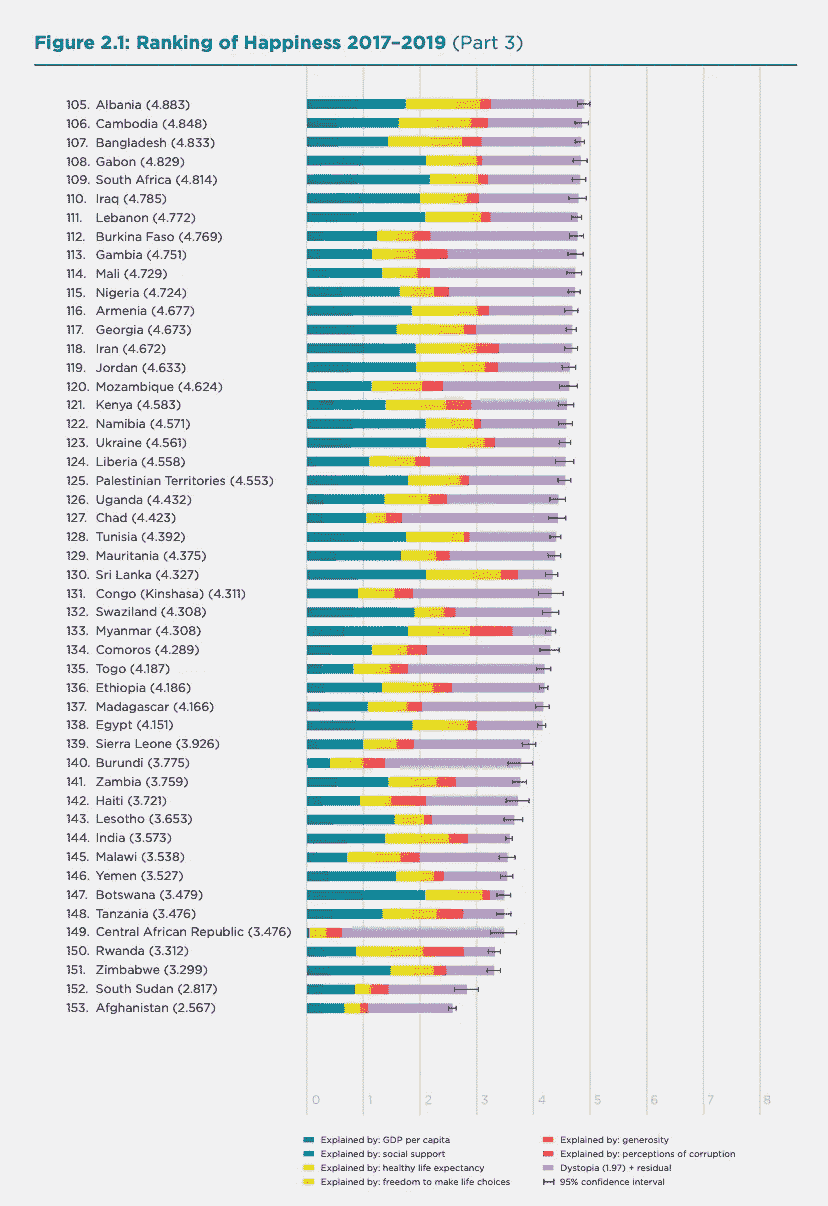 Figure 2.1: Ranking of Happiness 2017–2019 (Part 3)
105. Albania (4.883)
106. Cambodia (4.848)
107. Bangladesh (4.833)
108. Gabon (4.829)
109. South Africa (4.814)
110. Iraq (4.785)
111. Lebanon (4.772)
112. Burkina Faso (4.769)
113. Gambia (4.751)
114. Mali (4.729)
115. Nigeria (4.724)
116. Armenia (4.677)
117. Georgia (4.673)
118. Iran (4.672)
119. Jordan (4.633)
120. Mozambique (4.624)
121. Kenya (4.583)
122. Namibia (4.571)
123. Ukraine (4.561)
124. Liberia (4.558)
125. Palestinian Territories (4.553)
126. Uganda (4.432)
127. Chad (4.423)
128. Tunisia (4.392)
129. Mauritania (4.375)
130. Sri Lanka (4.327)
131. Congo (Kinshasa) (4.311)
132. Swaziland (4.308)
133. Myanmar (4.308)
134. Comoros (4.289)
135. Togo (4.187)
136. Ethiopia (4.186)
137. Madagascar (4.166)
138. Egypt (4.151)
139. Sierra Leone (3.926)
140. Burundi (3.775)
141. Zambia (3.759)
142. Haiti (3.721)
143. Lesotho (3.653)
144. India (3.573)
145. Malawi (3.538)
146. Yemen (3.527)
147. Botswana (3.479)
148. Tanzania (3.476)
149. Central African Republic (3.476)
150. Rwanda (3.312)
151. Zimbabwe (3.299)
152. South Sudan (2.817)
153. Afghanistan (2.567)
0 1 2 3 4 5 6 7 8
Explained by: GDP per capita
Explained by: social support
Explained by: healthy life expectancy
Explained by: freedom to make life choices
Explained by: generosity
Explained by: perceptions of corruption
Dystopia (1.97) + residual
95% confidence interval